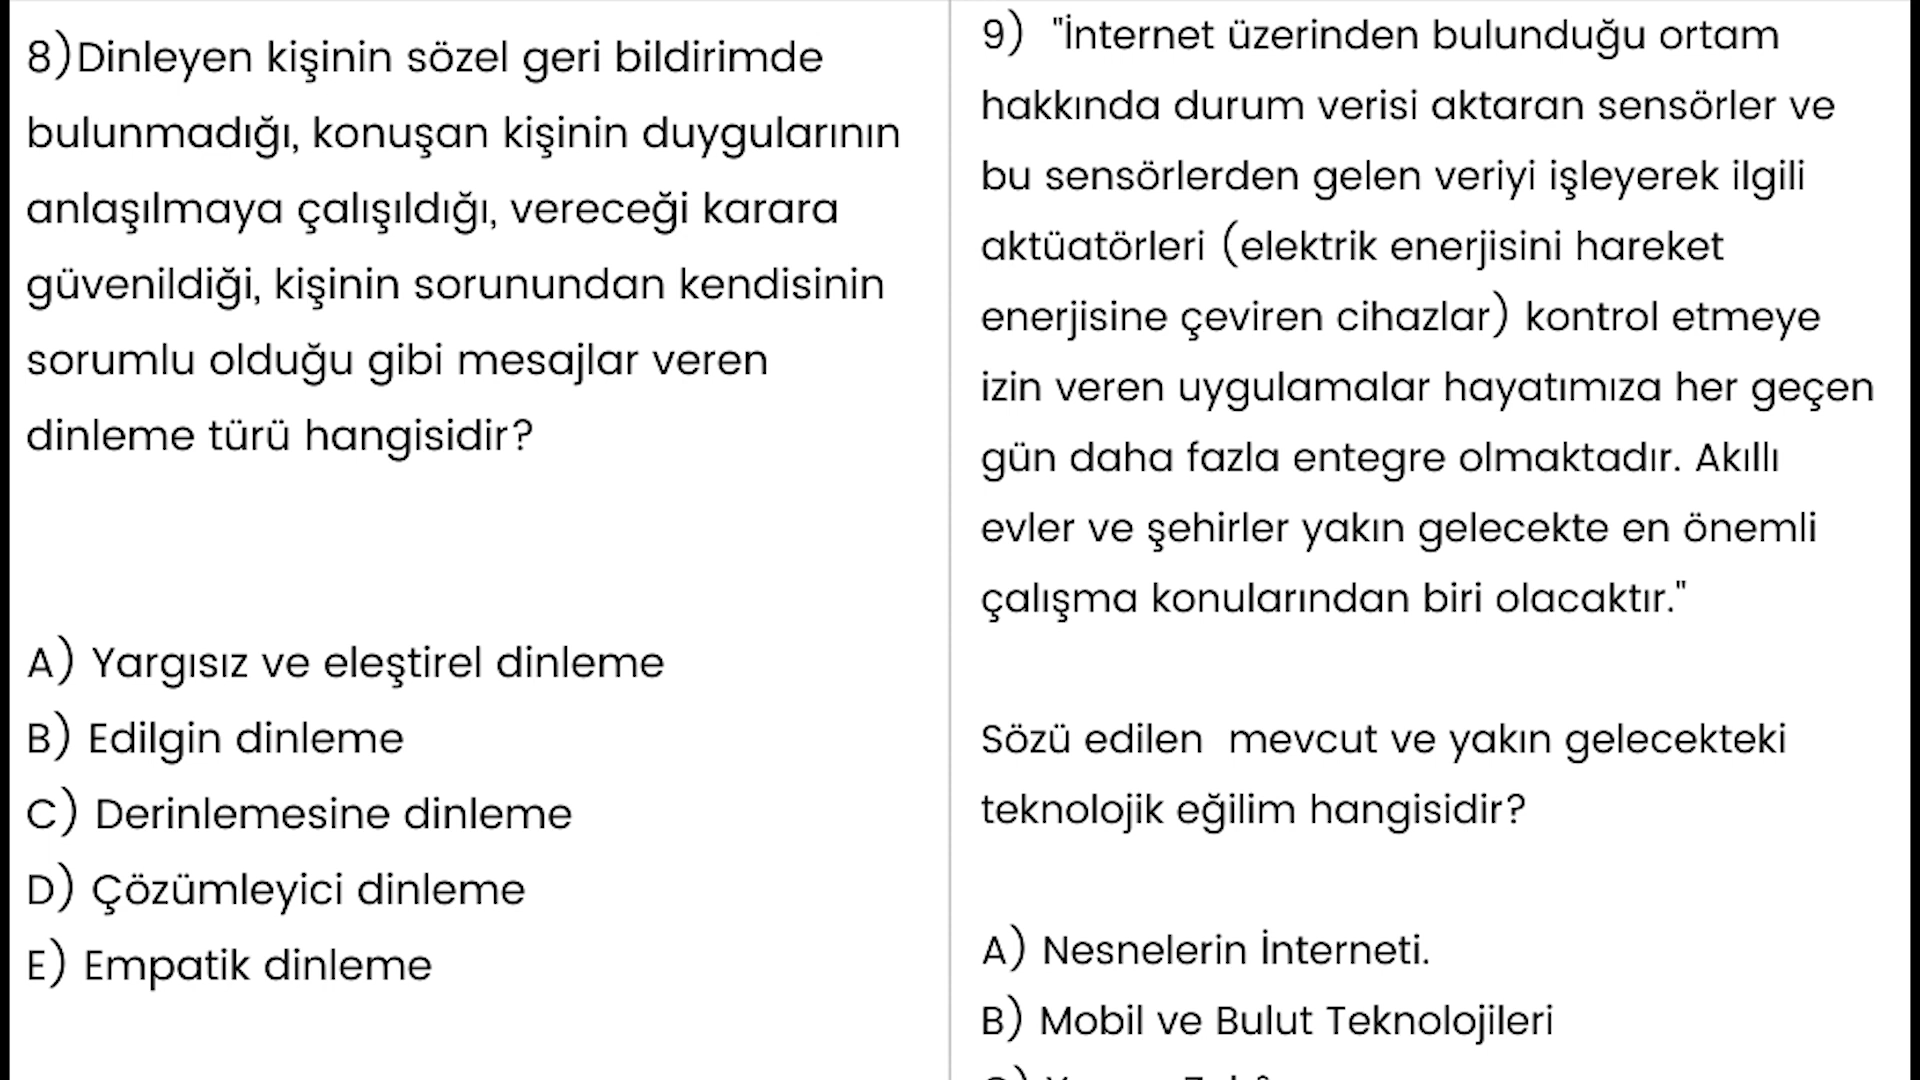 8)Dinleyen kişinin sözel geri bildirimde
bulunmadığı, konuşan kişinin duygularının
anlaşılmaya çalışıldığı, vereceği karara
güvenildiği, kişinin sorunundan kendisinin
sorumlu olduğu gibi mesajlar veren
dinleme türü hangisidir?
A) Yargısız ve eleştirel dinleme
B) Edilgin dinleme
C) Derinlemesine dinleme
D) Çözümleyici dinleme
E) Empatik dinleme
9) "İnternet üzerinden bulunduğu ortam
hakkında durum verisi aktaran sensörler ve
bu sensörlerden gelen veriyi işleyerek ilgili
aktüatörleri (elektrik enerjisini hareket
enerjisine çeviren cihazlar) kontrol etmeye
izin veren uygulamalar hayatımıza her geçen
gün daha fazla entegre olmaktadır. Akıllı
evler ve şehirler yakın gelecekte en önemli
çalışma konularından biri olacaktır."
Sözü edilen mevcut ve yakın gelecekteki
teknolojik eğilim hangisidir?
A) Nesnelerin İnterneti.
B) Mobil ve Bulut Teknolojileri